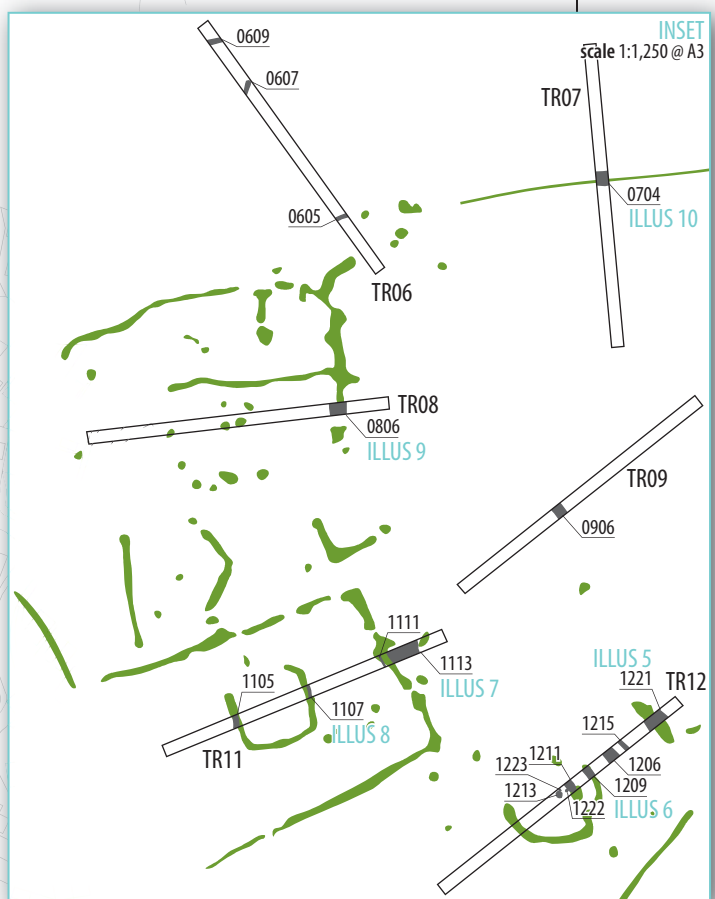 INSET
scale 1:1,250 @ A3
0609
0607
TR07
0704
ILLUS 10
0605
TR06
TR08
0806
ILLUS 9
TR09
0906
1111
1113
ILLUS 7
1105
1107
ILLUS 8
TR11
ILLUS 5
1221
TR12
1215
1211
1206
1223
1209
1213
1222
ILLUS 6